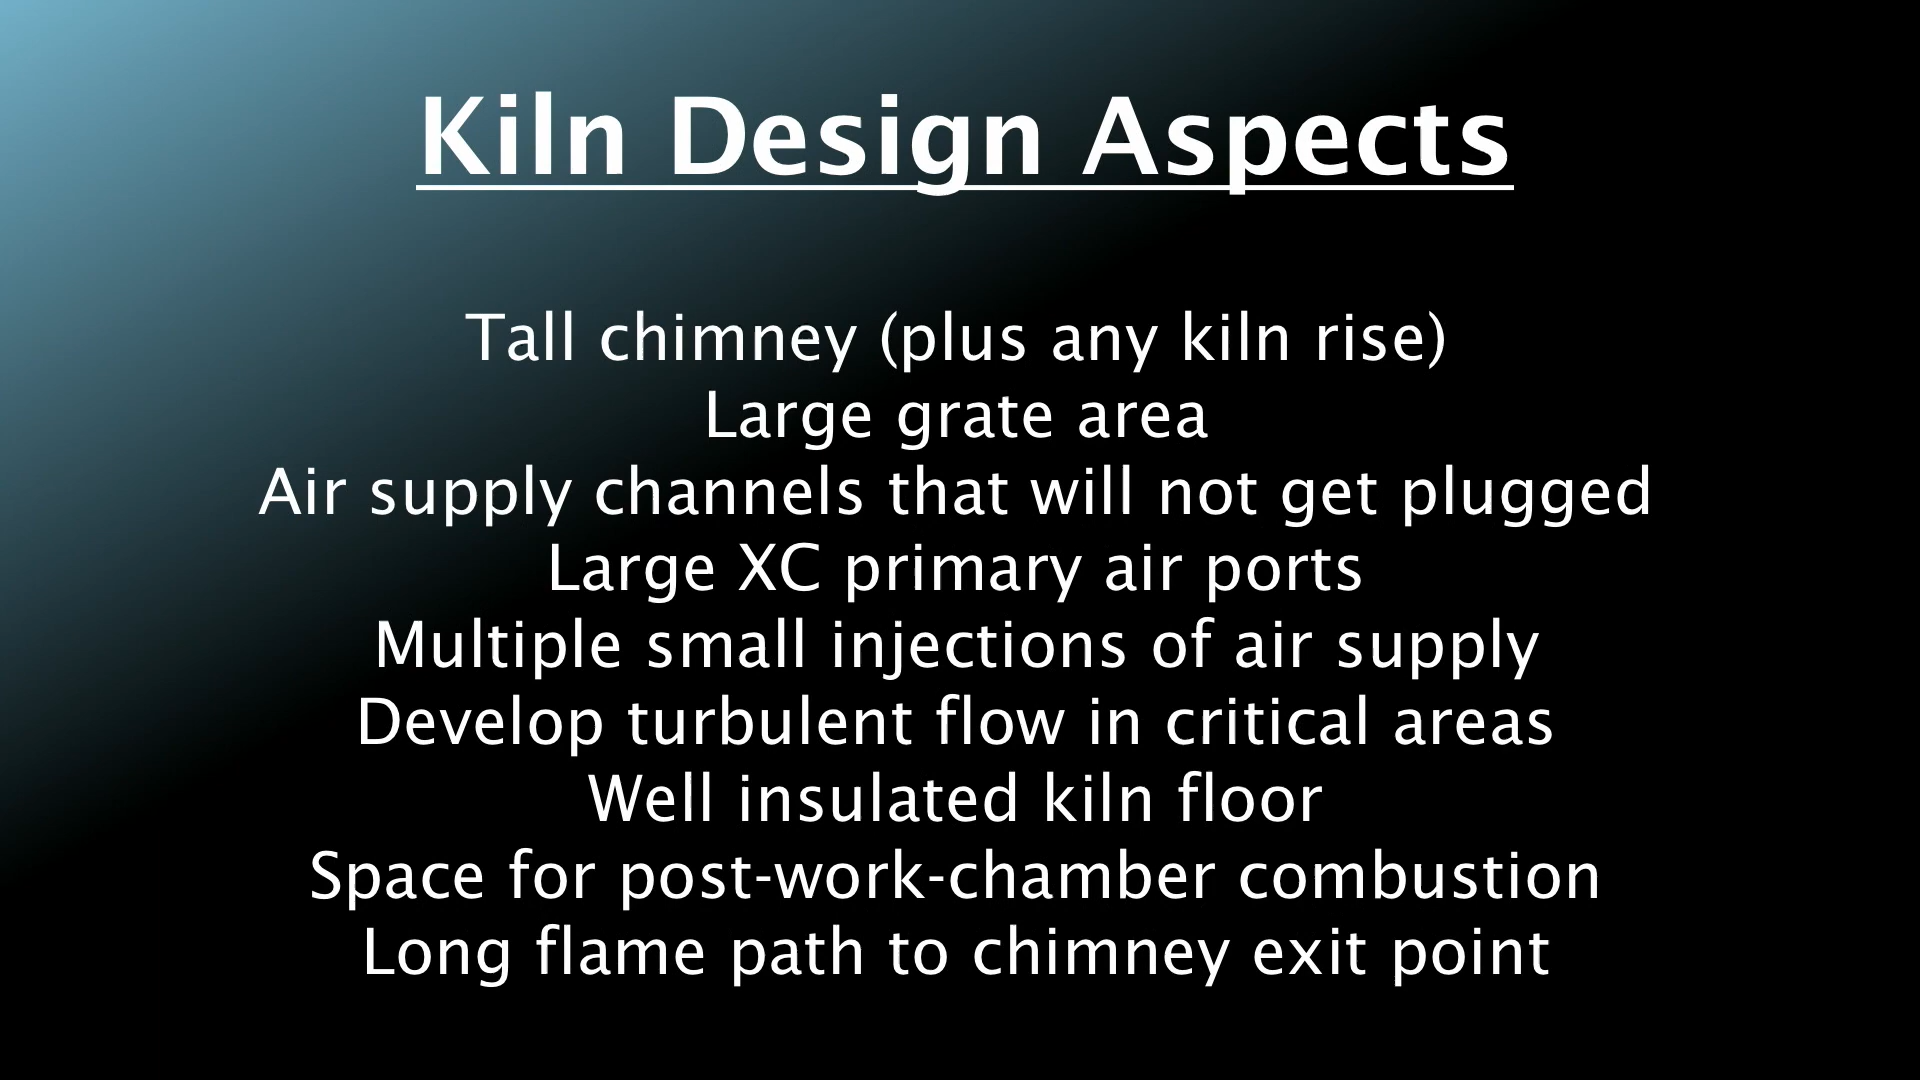 Kiln Design Aspects
Tall chimney (plus any kiln rise)
Large grate area
Air supply channels that will not get plugged
Large XC primary air ports
Multiple small injections of air supply
Develop turbulent flow in critical areas
Well insulated kiln floor
Space for post-work-chamber combustion
Long flame path to chimney exit point